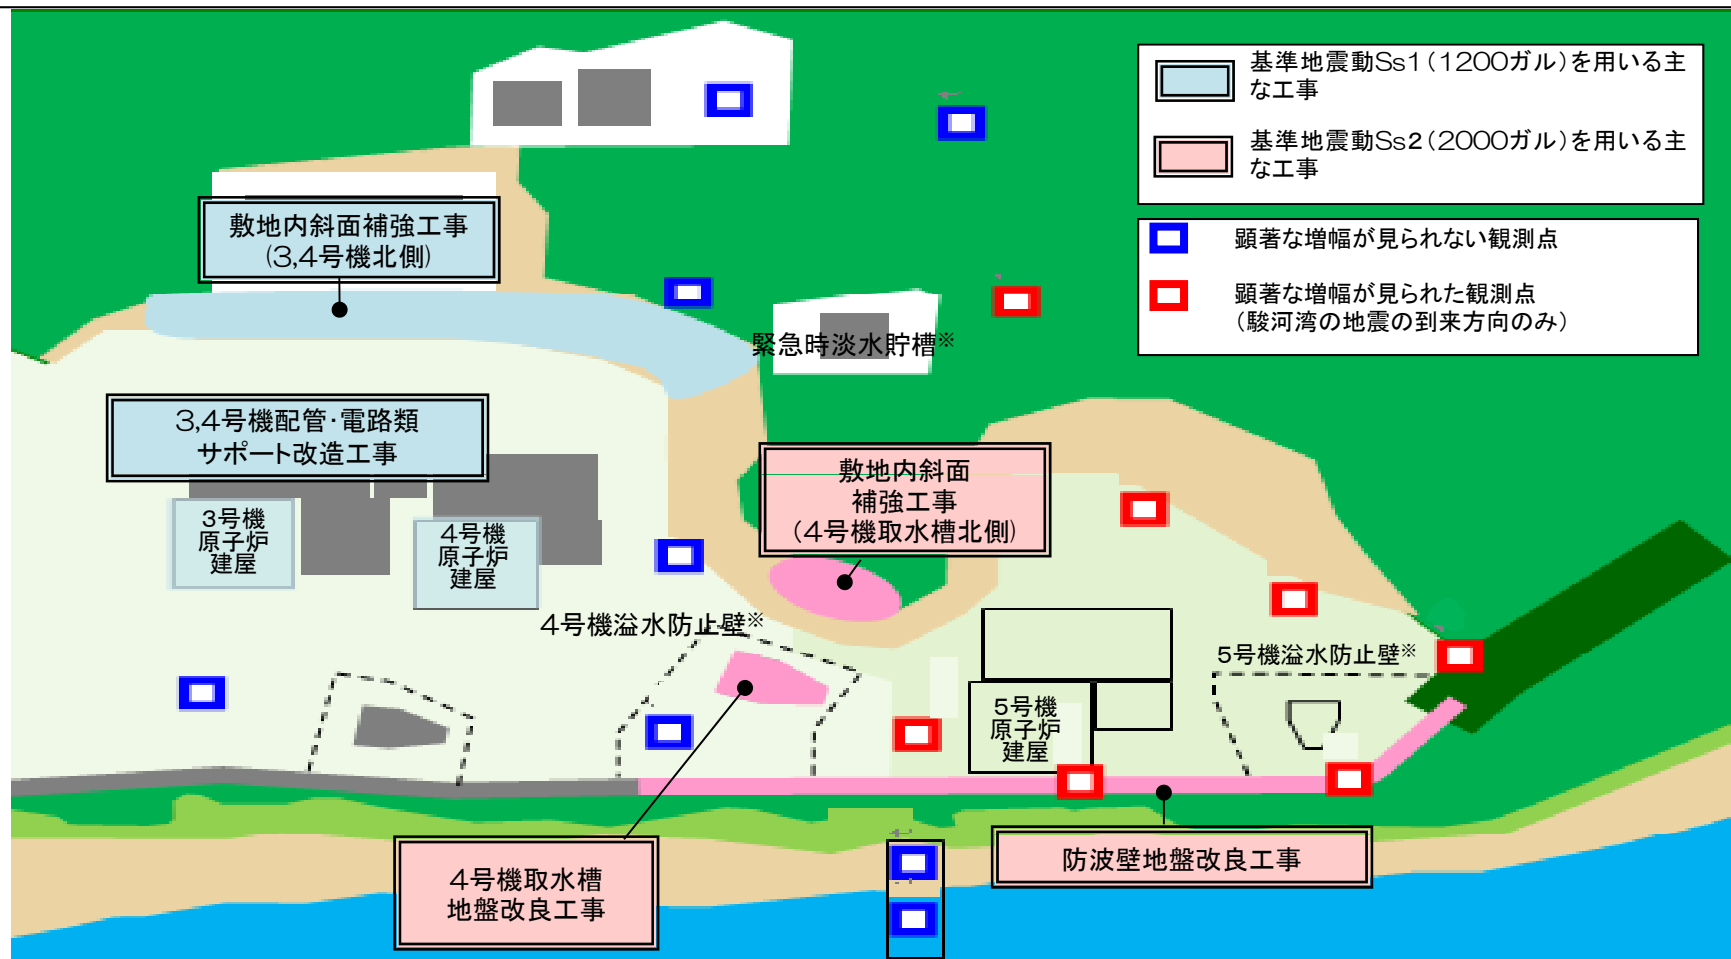 基準地震動Ss1(1200ガル)を用いる主
な工事
基準地震動Ss2(2000ガル)を用いる主
な工事
顕著な増幅が見られない観測点
顕著な増幅が見られた観測点
(駿河湾の地震の到来方向のみ)
敷地内斜面補強工事
(3,4号機北側)
緊急時淡水貯槽※
3,4号機配管・電路類
サポート改造工事
敷地内斜面
補強工事
(4号機取水槽北側)
3号機
原子炉
建屋
4号機
原子炉
建屋
4号機溢水防止壁※
5号機溢水防止壁※
5号機
原子炉
建屋
4号機取水槽
地盤改良工事
防波壁地盤改良工事